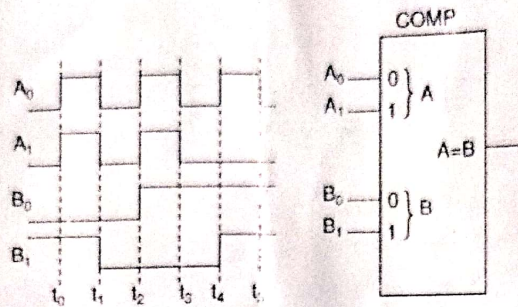 COMP
A₀
A₁
B₀
B₁
t₀ t₁ t₂ t₃ t₄
A₀ 0
A₁ 1
} A
A=B
B₀ 0
B₁ 1
} B